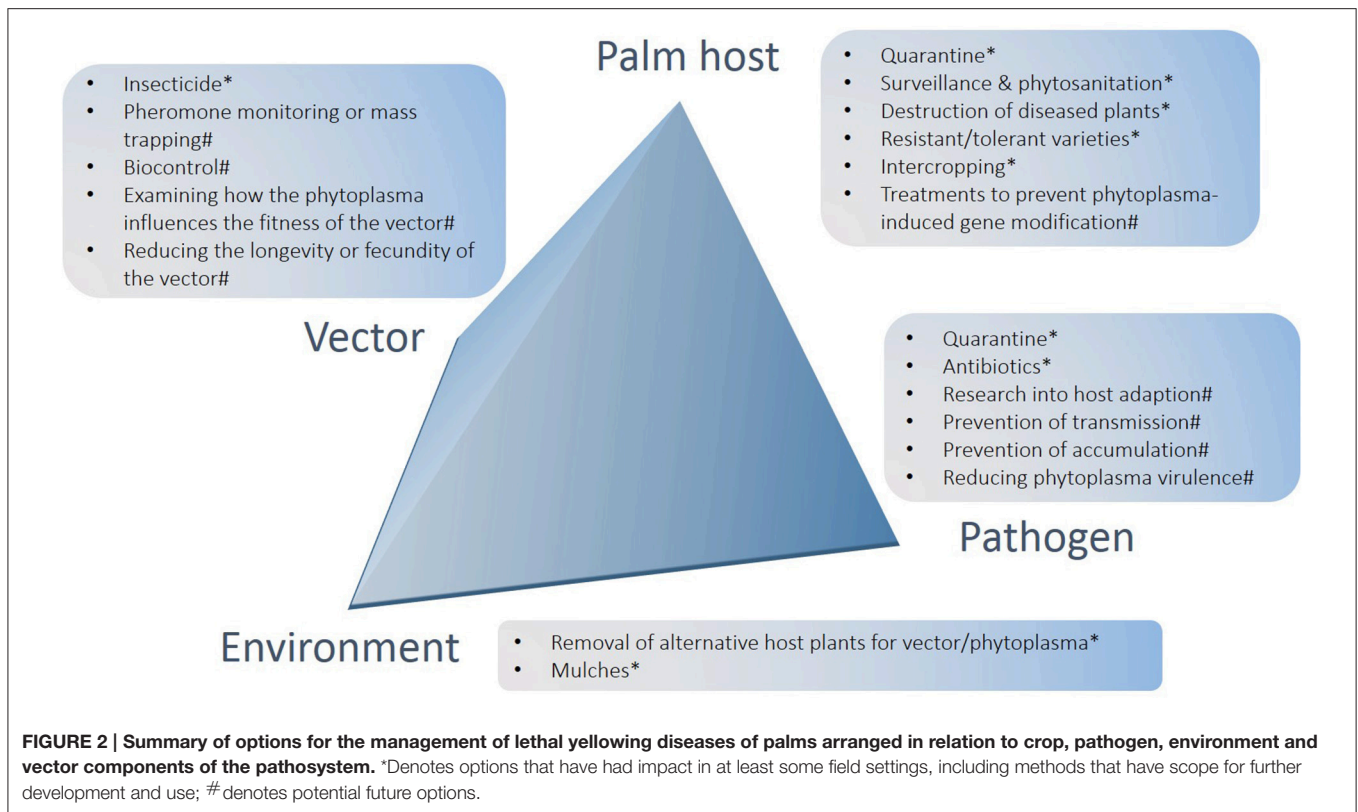 Palm host
• Insecticide*
• Pheromone monitoring or mass
trapping#
• Biocontrol#
• Examining how the phytoplasma
influences the fitness of the vector#
• Reducing the longevity or fecundity of
the vector#
• Quarantine*
• Surveillance & phytosanitation*
• Destruction of diseased plants*
• Resistant/tolerant varieties*
• Intercropping*
• Treatments to prevent phytoplasma-
induced gene modification#
Vector
• Quarantine*
• Antibiotics*
• Research into host adaption#
• Prevention of transmission#
• Prevention of accumulation#
• Reducing phytoplasma virulence#
Pathogen
Environment
• Removal of alternative host plants for vector/phytoplasma*
• Mulches*
FIGURE 2 | Summary of options for the management of lethal yellowing diseases of palms arranged in relation to crop, pathogen, environment and
vector components of the pathosystem. *Denotes options that have had impact in at least some field settings, including methods that have scope for further
development and use; #denotes potential future options.